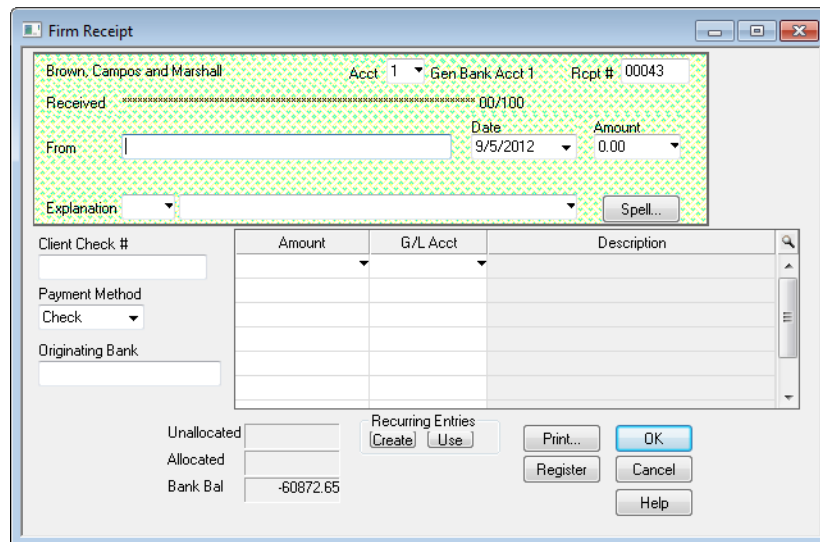 Firm Receipt
Brown, Campos and Marshall Acct 1 Gen Bank Acct 1 Rcpt # 00043
Received ****************************************************************************** 00/100
Date Amount
From 9/5/2012 0.00
Explanation Spell...
Client Check # Amount G/L Acct Description
Payment Method
Check
Originating Bank
Unallocated Recurring Entries
Create Use Print... OK
Allocated Register Cancel
Bank Bal -60872.65
Help